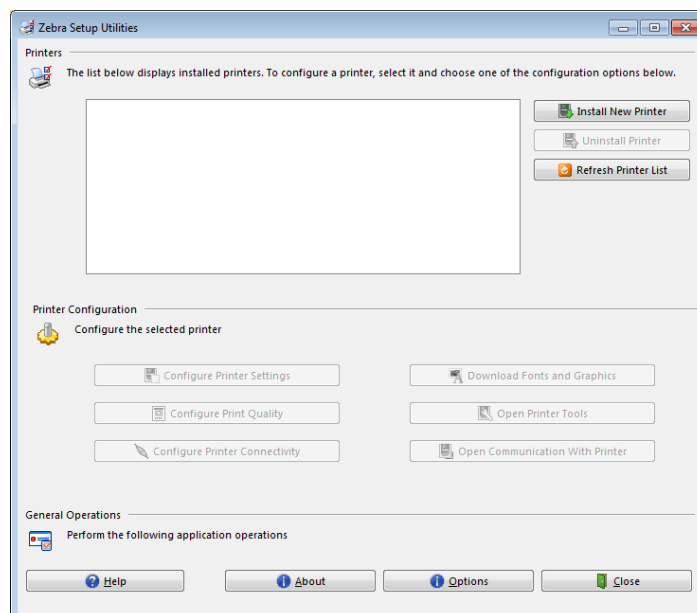 Zebra Setup Utilities
Printers
The list below displays installed printers. To configure a printer, select it and choose one of the configuration options below.
Install New Printer
Uninstall Printer
Refresh Printer List
Printer Configuration
Configure the selected printer
Configure Printer Settings
Download Fonts and Graphics
Configure Print Quality
Open Printer Tools
Configure Printer Connectivity
Open Communication With Printer
General Operations
Perform the following application operations
Help
About
Options
Close